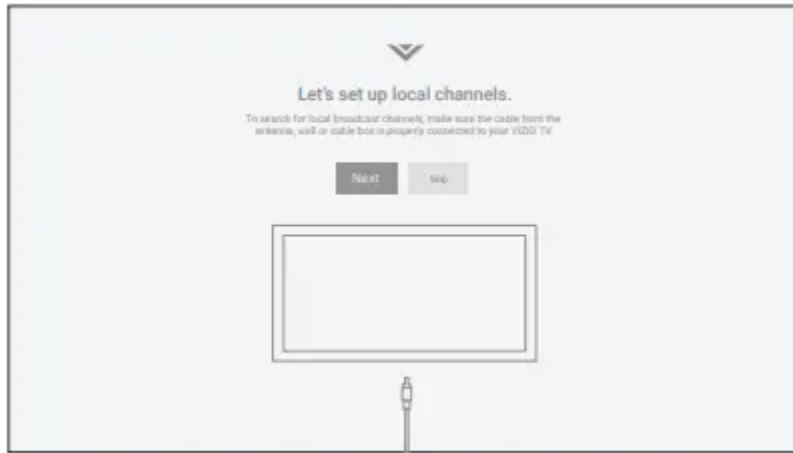 Let's set up local channels.
To search for local broadcast channels, make sure the cable from the
antenna, wall or cable box is properly connected to your VIZIO TV
Next
Skip